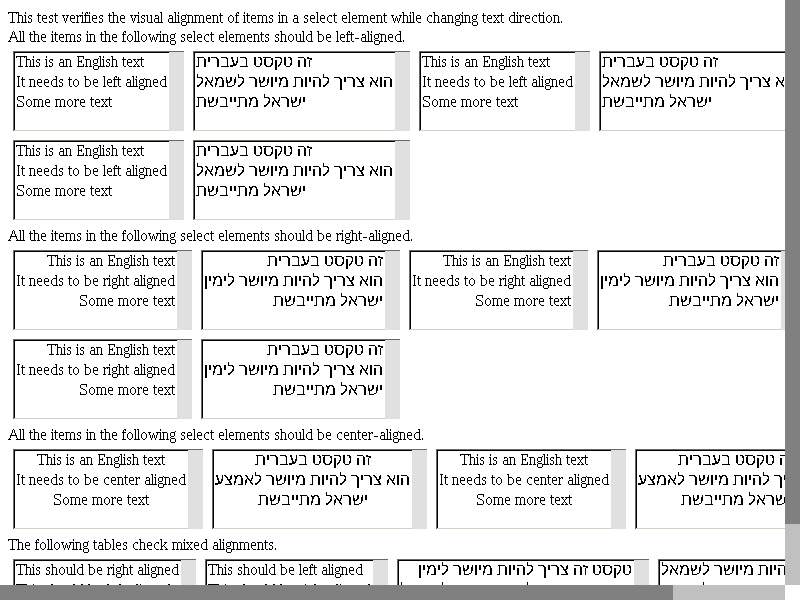 This test verifies the visual alignment of items in a select element while changing text direction.
All the items in the following select elements should be left-aligned.
This is an English text
It needs to be left aligned
Some more text
זה טקסט בעברית
הוא צריך להיות מיושר לשמאל
ישראל מתייבשת
This is an English text
It needs to be left aligned
Some more text
זה טקסט בעברית
צריך להיות מיושר לשמאל
ישראל מתייבשת
This is an English text
It needs to be left aligned
Some more text
זה טקסט בעברית
הוא צריך להיות מיושר לשמאל
ישראל מתייבשת
All the items in the following select elements should be right-aligned.
This is an English text
It needs to be right aligned
Some more text
זה טקסט בעברית
הוא צריך להיות מיושר לימין
ישראל מתייבשת
This is an English text
It needs to be right aligned
Some more text
זה טקסט בעברית
הוא צריך להיות מיושר לימין
ישראל מתייבשת
This is an English text
It needs to be right aligned
Some more text
זה טקסט בעברית
הוא צריך להיות מיושר לימין
ישראל מתייבשת
All the items in the following select elements should be center-aligned.
This is an English text
It needs to be center aligned
Some more text
זה טקסט בעברית
הוא צריך להיות מיושר לאמצע
ישראל מתייבשת
This is an English text
It needs to be center aligned
Some more text
טקסט בעברית
להיות מיושר לאמצע
מתייבשת
The following tables check mixed alignments.
This should be right aligned
This should be left aligned
טקסט זה צריך להיות מיושר לימין
מיושר לשמאל